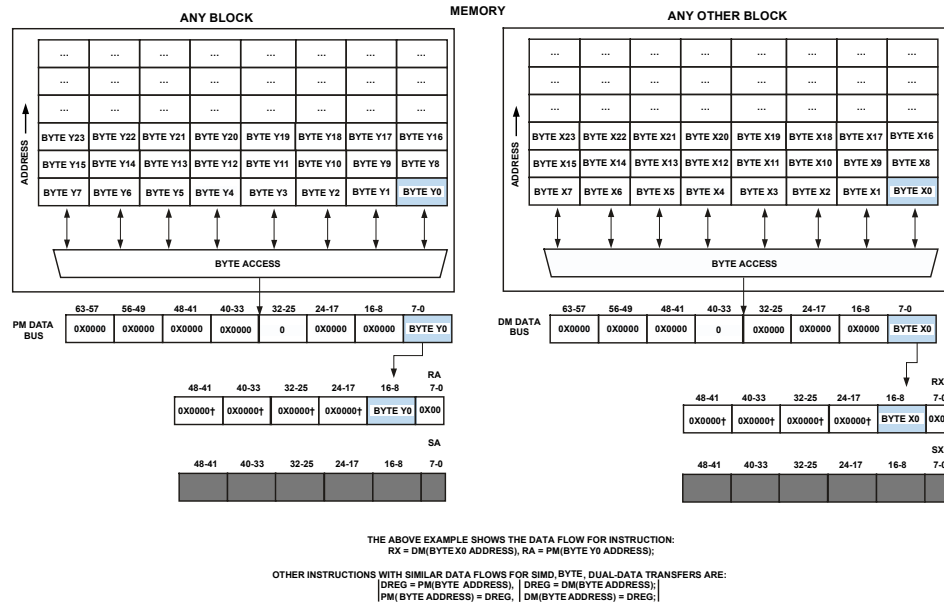 MEMORY
ANY BLOCK
... ... ... ... ... ... ... ...
... ... ... ... ... ... ... ...
... ... ... ... ... ... ... ...
BYTE Y23 BYTE Y22 BYTE Y21 BYTE Y20 BYTE Y19 BYTE Y18 BYTE Y17 BYTE Y16
BYTE Y15 BYTE Y14 BYTE Y13 BYTE Y12 BYTE Y11 BYTE Y10 BYTE Y9 BYTE Y8
BYTE Y7 BYTE Y6 BYTE Y5 BYTE Y4 BYTE Y3 BYTE Y2 BYTE Y1 BYTE Y0
ADDRESS
BYTE ACCESS
63-57 56-49 48-41 40-33 32-25 24-17 16-8 7-0
PM DATA BUS
0X0000 0X0000 0X0000 0X0000 0 0X0000 0X0000 BYTE Y0
RA
48-41 40-33 32-25 24-17 16-8 7-0
0X0000† 0X0000† 0X0000† 0X0000† BYTE Y0 0X00
SA
48-41 40-33 32-25 24-17 16-8 7-0
ANY OTHER BLOCK
... ... ... ... ... ... ... ...
... ... ... ... ... ... ... ...
... ... ... ... ... ... ... ...
BYTE X23 BYTE X22 BYTE X21 BYTE X20 BYTE X19 BYTE X18 BYTE X17 BYTE X16
BYTE X15 BYTE X14 BYTE X13 BYTE X12 BYTE X11 BYTE X10 BYTE X9 BYTE X8
BYTE X7 BYTE X6 BYTE X5 BYTE X4 BYTE X3 BYTE X2 BYTE X1 BYTE X0
ADDRESS
BYTE ACCESS
63-57 56-49 48-41 40-33 32-25 24-17 16-8 7-0
DM DATA BUS
0X0000 0X0000 0X0000 0 0X0000 0X0000 0X0000 BYTE X0
RX
48-41 40-33 32-25 24-17 16-8 7-0
0X0000† 0X0000† 0X0000† 0X0000† BYTE X0
SX
48-41 40-33 32-25 24-17 16-8 7-0
THE ABOVE EXAMPLE SHOWS THE DATA FLOW FOR INSTRUCTION:
RX = DM(BYTE X0 ADDRESS), RA = PM(BYTE Y0 ADDRESS);
OTHER INSTRUCTIONS WITH SIMILAR DATA FLOWS FOR SIMD, BYTE, DUAL-DATA TRANSFERS ARE:
|DREG = PM(BYTE ADDRESS), | DREG = DM(BYTE ADDRESS);|
|PM(BYTE ADDRESS) = DREG, | DM(BYTE ADDRESS) = DREG;|